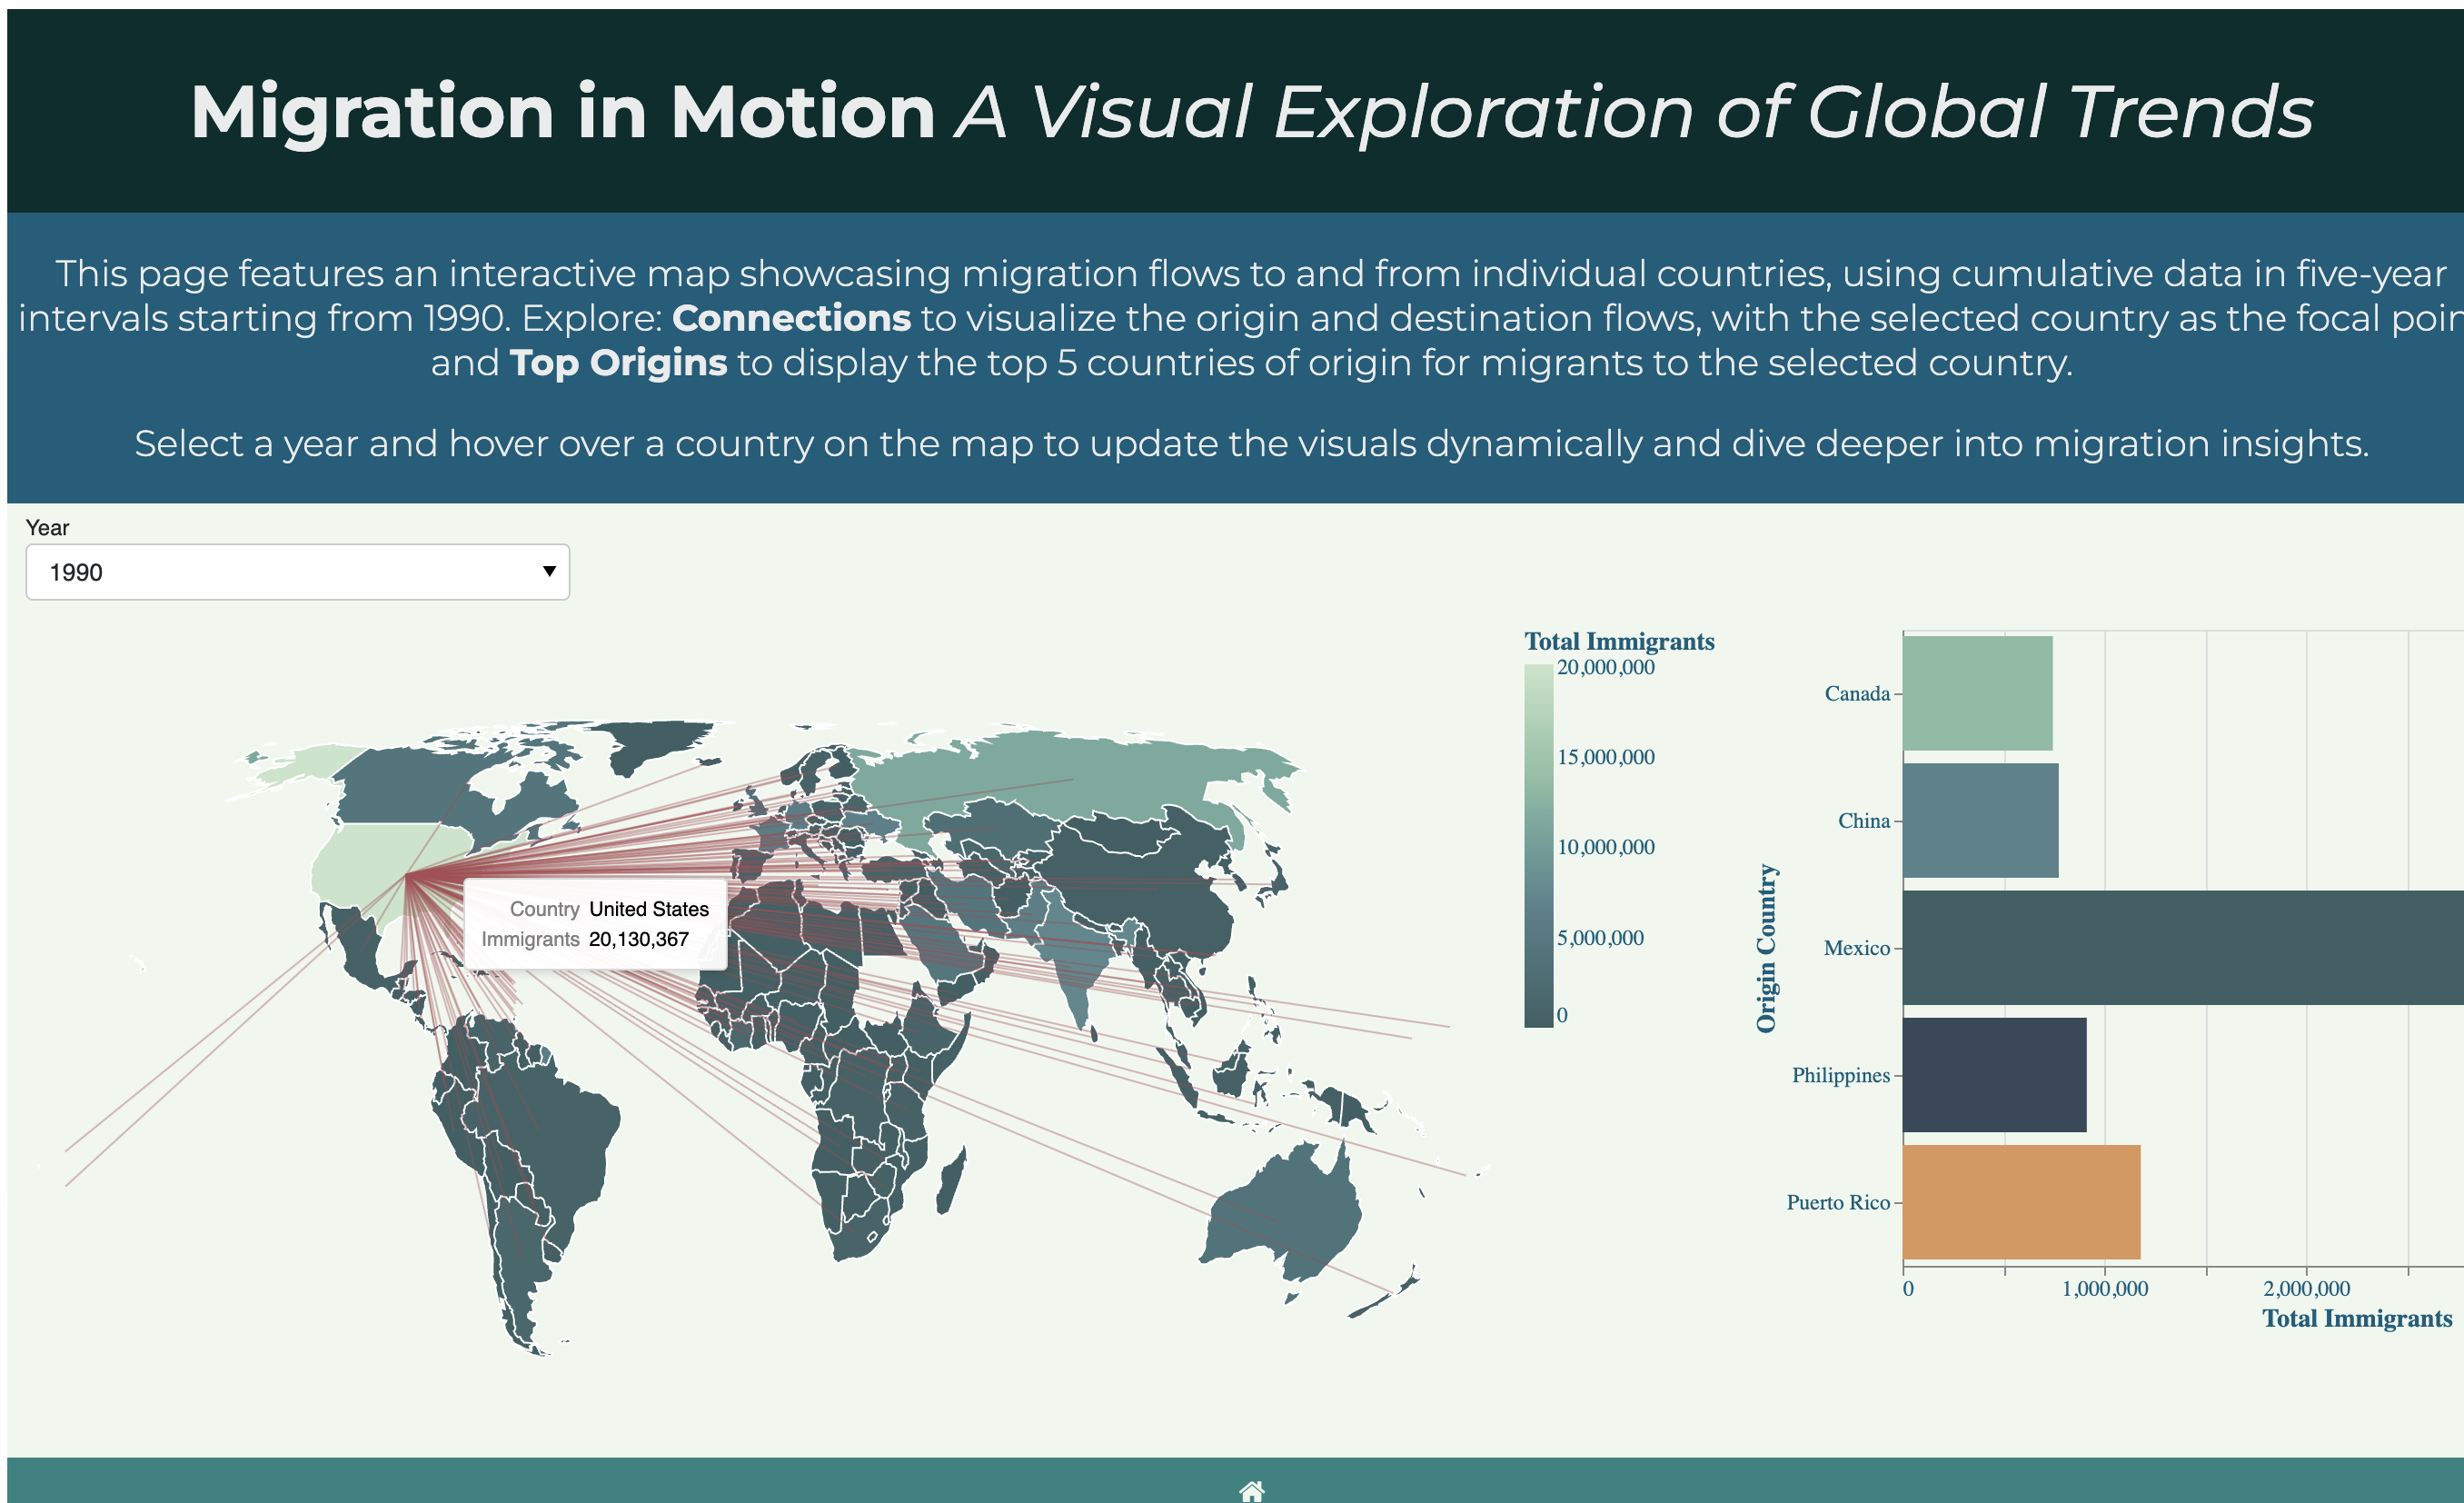 Migration in Motion A Visual Exploration of Global Trends
This page features an interactive map showcasing migration flows to and from individual countries, using cumulative data in five-year
intervals starting from 1990. Explore: Connections to visualize the origin and destination flows, with the selected country as the focal
and Top Origins to display the top 5 countries of origin for migrants to the selected country.
Select a year and hover over a country on the map to update the visuals dynamically and dive deeper into migration insights.
Year
1990
Country United States
Immigrants 20,130,367
Total Immigrants
20,000,000
15,000,000
10,000,000
5,000,000
0
Origin Country
Canada
China
Mexico
Philippines
Puerto Rico
0
1,000,000
2,000,000
Total Immigrants